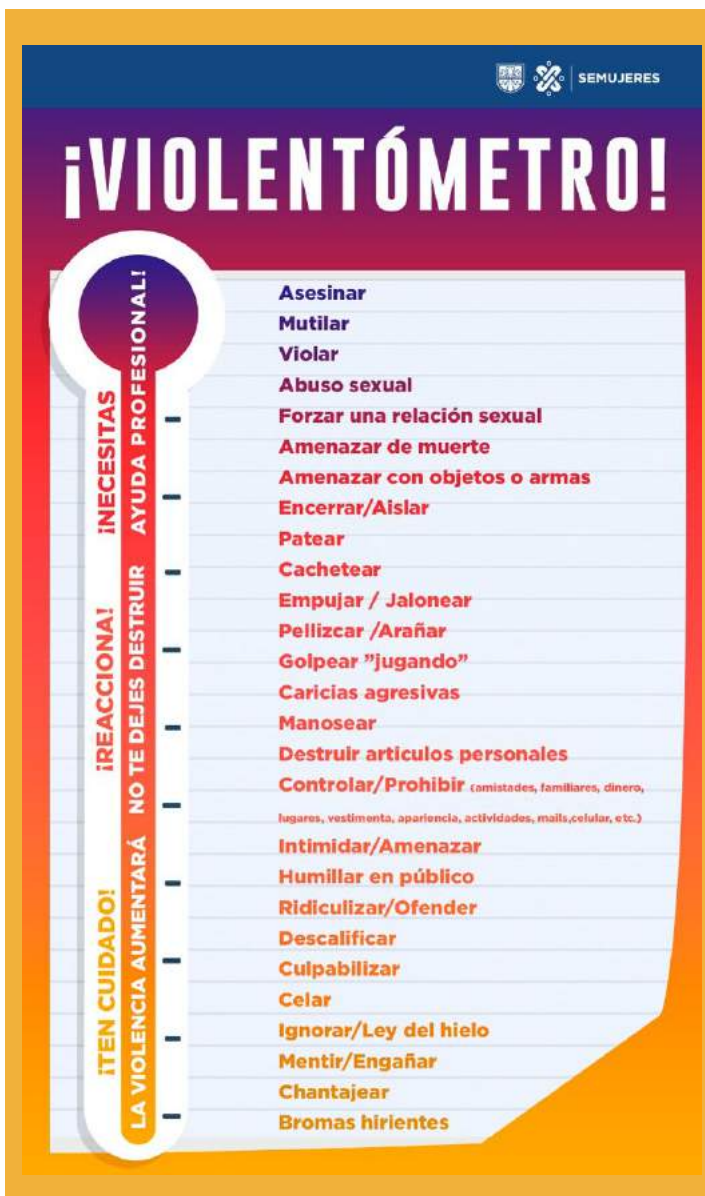 SEMUJERES
¡VIOLENTÓMETRO!
¡NECESITAS
AYUDA PROFESIONAL!
¡REACCIONA!
NO TE DEJES DESTRUIR
¡TEN CUIDADO!
LA VIOLENCIA AUMENTARÁ
Asesinar
Mutilar
Violar
Abuso sexual
Forzar una relación sexual
Amenazar de muerte
Amenazar con objetos o armas
Encerrar/Aislar
Patear
Cachetear
Empujar / Jalonear
Pellizcar /Arañar
Golpear ”jugando”
Caricias agresivas
Manosear
Destruir articulos personales
Controlar/Prohibir (amistades, familiares, dinero,
lugares, vestimenta, apariencia, actividades, mails,celular, etc.)
Intimidar/Amenazar
Humillar en público
Ridiculizar/Ofender
Descalificar
Culpabilizar
Celar
Ignorar/Ley del hielo
Mentir/Engañar
Chantajear
Bromas hirientes